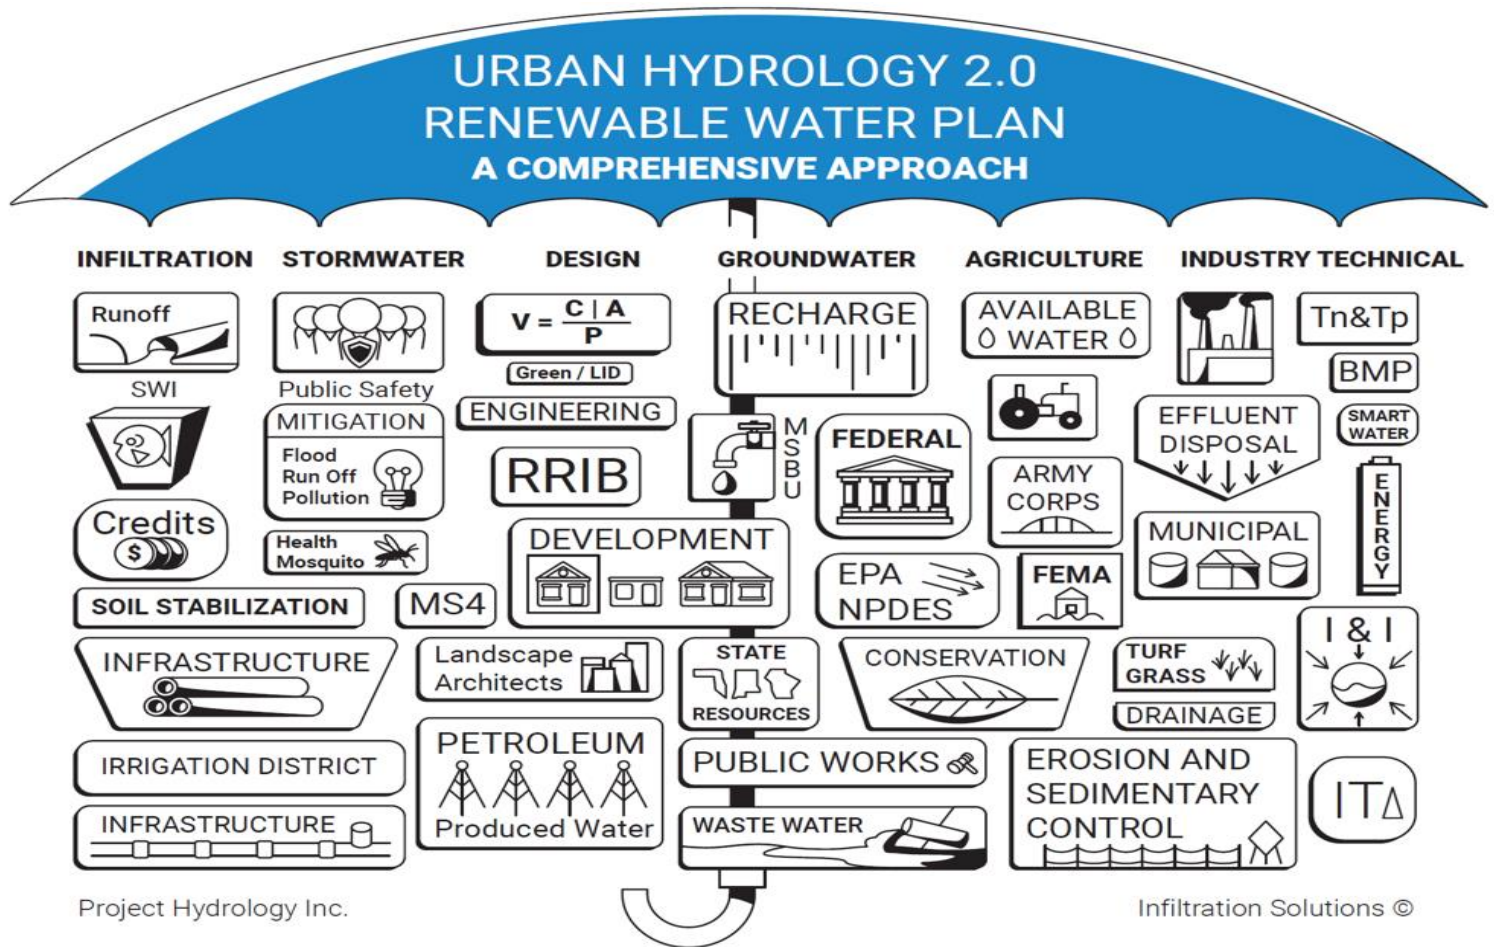 URBAN HYDROLOGY 2.0
RENEWABLE WATER PLAN
A COMPREHENSIVE APPROACH
INFILTRATION
STORMWATER
DESIGN
GROUNDWATER
AGRICULTURE
INDUSTRY TECHNICAL
Runoff
SWI
Credits
$
SOIL STABILIZATION
Public Safety
MITIGATION
Flood
Run Off
Pollution
Health
Mosquito
MS4
V = C | A
P
Green / LID
ENGINEERING
RRIB
DEVELOPMENT
RECHARGE
MSBU
FEDERAL
EPA
NPDES
AVAILABLE
WATER
ARMY
CORPS
FEMA
Tn&Tp
BMP
EFFLUENT
DISPOSAL
SMART
WATER
MUNICIPAL
ENERGY
INFRASTRUCTURE
Landscape
Architects
STATE
RESOURCES
CONSERVATION
TURF
GRASS
DRAINAGE
I & I
IRRIGATION DISTRICT
INFRASTRUCTURE
PETROLEUM
Produced Water
PUBLIC WORKS
WASTE WATER
EROSION AND
SEDIMENTARY
CONTROL
ITΔ
Project Hydrology Inc.
Infiltration Solutions ©